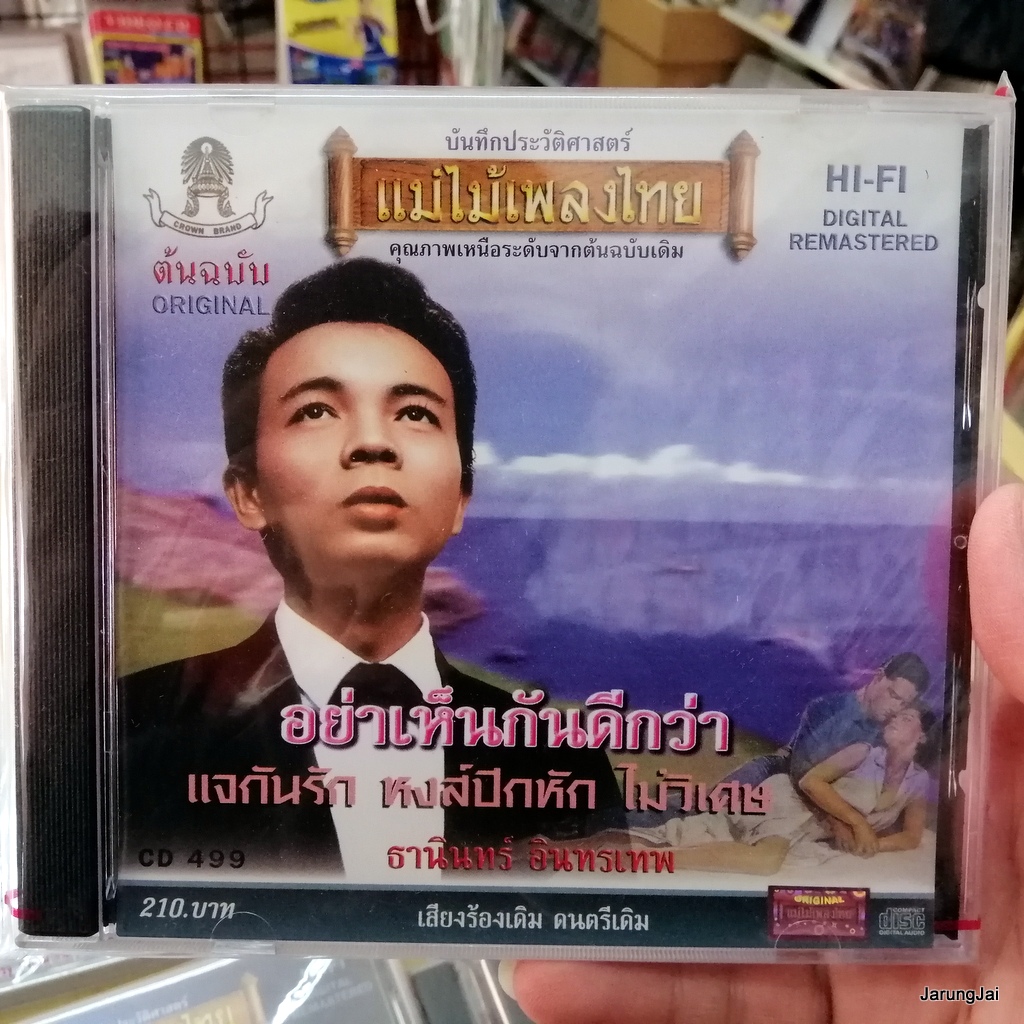 บันทึกประวัติศาสตร์
แม่ไม้เพลงไทย
คุณภาพเหนือระดับจากต้นฉบับเดิม
CROWN BRAND
ต้นฉบับ
ORIGINAL
HI-FI
DIGITAL
REMASTERED
อย่าเห็นกันดีกว่า
แจกันรัก หงส์ปีกหัก ไม่วิเศษ
CD 499
ธานินทร์ อินทรเทพ
210.บาท
เสียงร้องเดิม ดนตรีเดิม
ORIGINAL
แม่ไม้เพลงไทย
COMPACT
disc
DIGITAL AUDIO
JarungJai